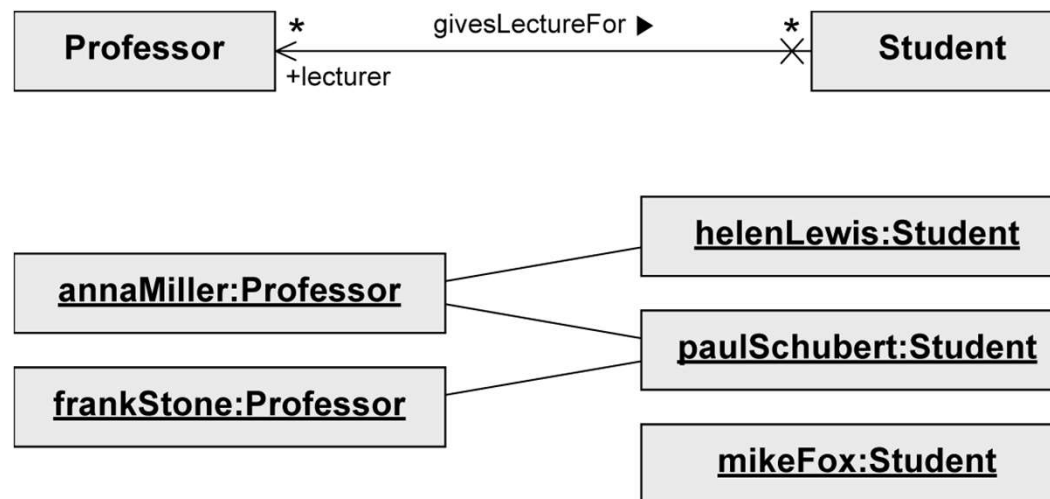 * givesLectureFor ▶ *
Professor
Student
+lecturer
helenLewis:Student
annaMiller:Professor
paulSchubert:Student
frankStone:Professor
mikeFox:Student